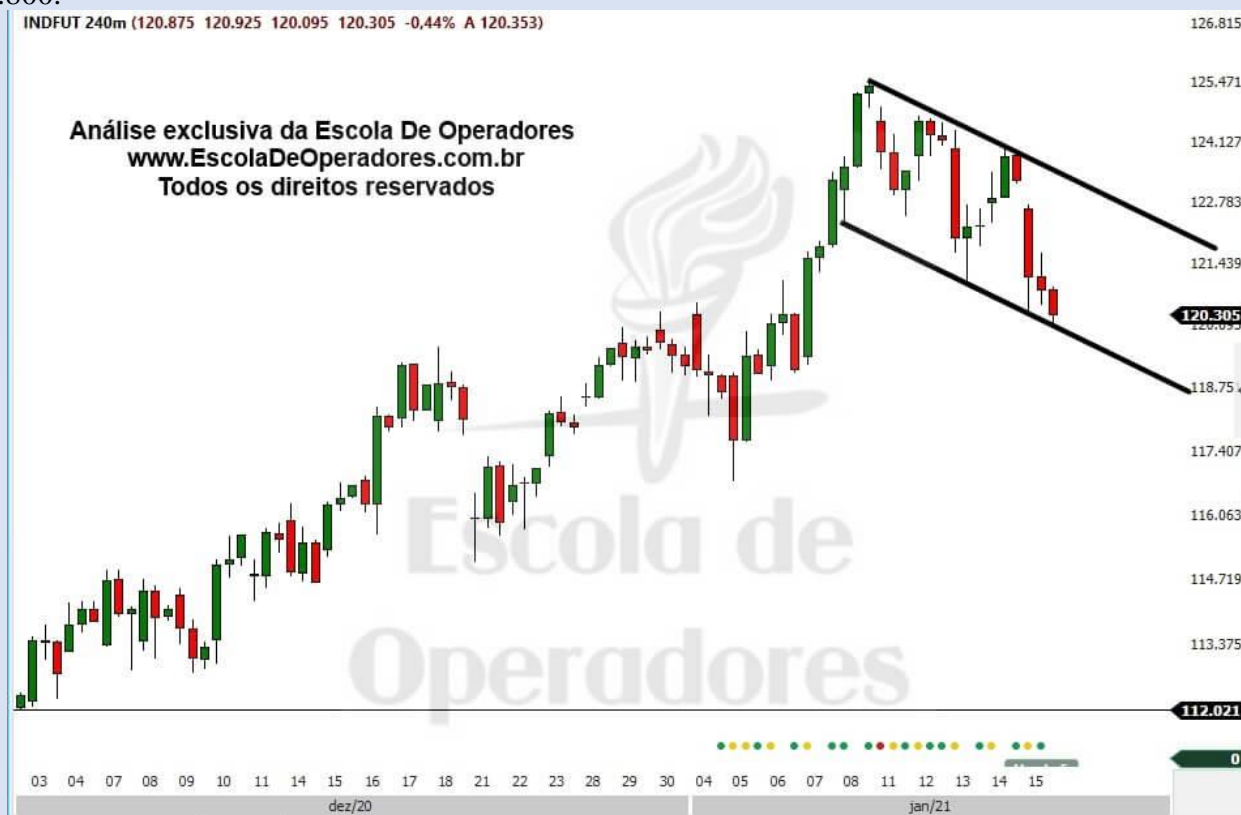 .800.
INDFUT 240m (120.875 120.925 120.095 120.305 -0,44% A 120.353)
126.815
125.471
Análise exclusiva da Escola De Operadores
www.EscolaDeOperadores.com.br
Todos os direitos reservados
124.127
122.783
121.439
120.305
118.751
117.407
116.063
Escola de
114.719
Operadores
113.375
112.021
0
03 04 07 08 09 10 11 14 15 16 17 18 21 22 23 28 29 30 04 05 06 07 08 11 12 13 14 15
dez/20 jan/21